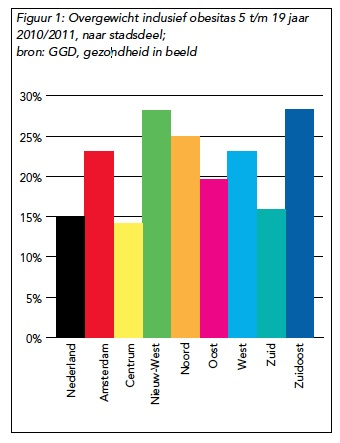 Figuur 1: Overgewicht inclusief obesitas 5 t/m 19 jaar
2010/2011, naar stadsdeel;
bron: GGD, gezondheid in beeld
30%
25%
20%
15%
10%
5%
0%
Nederland
Amsterdam
Centrum
Nieuw-West
Noord
Oost
West
Zuid
Zuidoost